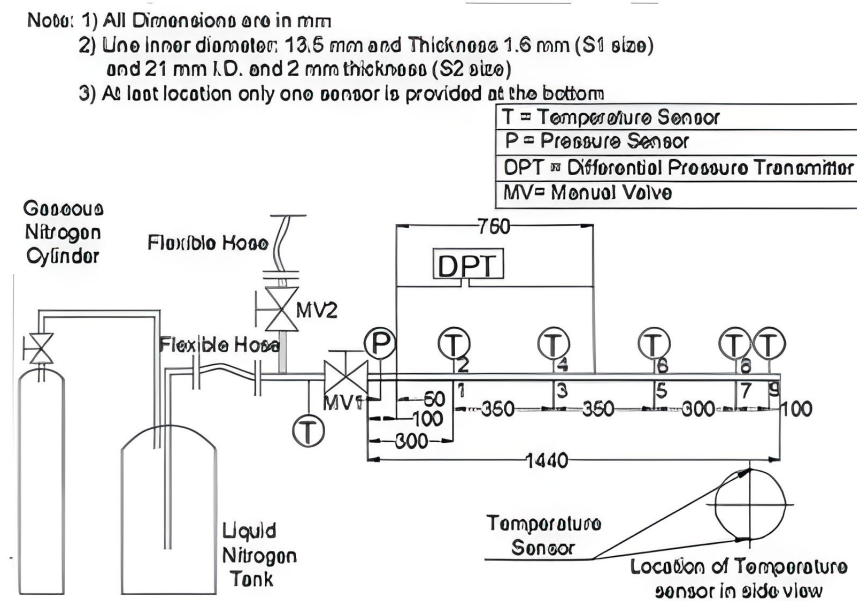 Note: 1) All Dimensions are in mm
2) Line inner diameter: 13.5 mm and Thickness 1.6 mm (S1 size)
and 21 mm I.D. and 2 mm thickness (S2 size)
3) At last location only one sensor is provided at the bottom
T = Temperature Sensor
P = Pressure Sensor
DPT = Differential Pressure Transmitter
MV= Manual Valve
Gaseous
Nitrogen
Cylinder
Flexible Hose
760
DPT
MV2
Flexible Hose
P
T
T
T
T
T
2
4
6
8
MV1
T
1
3
5
7
9
60
350
350
300
100
100
300
1440
Liquid
Nitrogen
Tank
Temperature
Sensor
Location of Temperature
sensor in side view